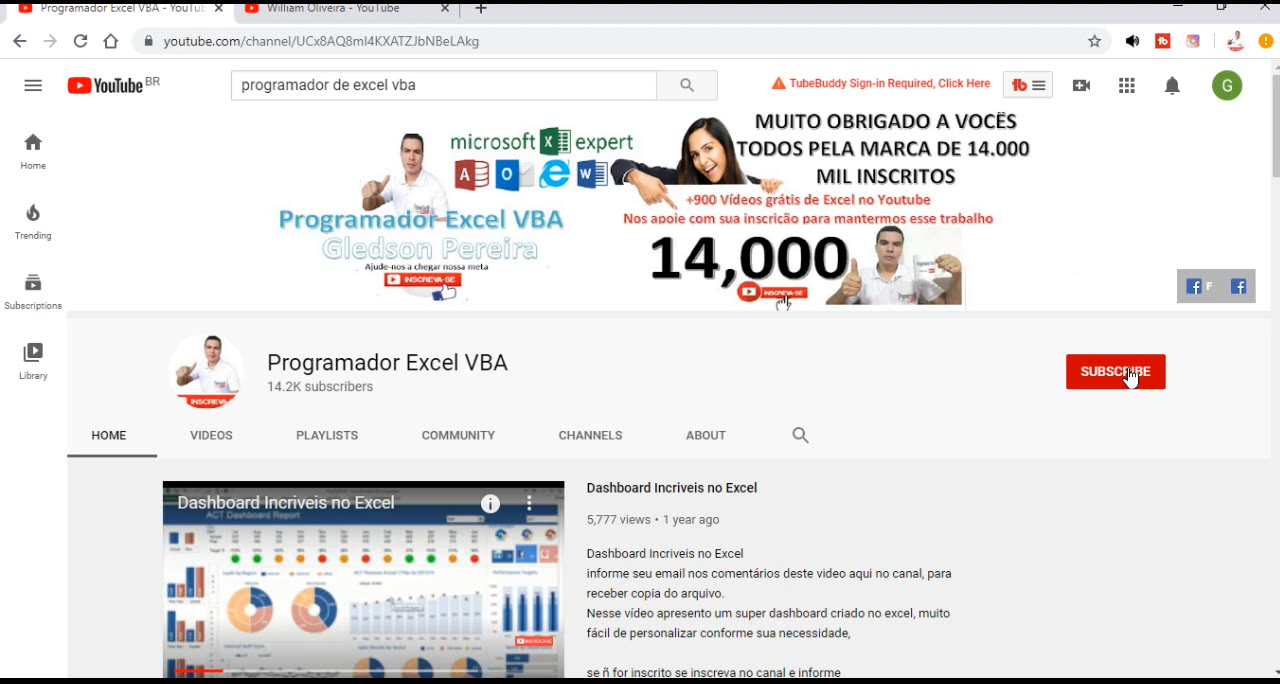 Programador Excel VBA - YouTub
William Oliveira - YouTube
youtube.com/channel/UCx8AQ8mI4KXATZJbNBeLAkg
YouTube BR
programador de excel vba
TubeBuddy Sign-in Required, Click Here
G
Home
Trending
Subscriptions
Library
microsoft expert
Programador Excel VBA
Gledson Pereira
Ajude-nos a chegar nossa meta
INSCREVA-SE
MUITO OBRIGADO A VOCÊS
TODOS PELA MARCA DE 14.000
MIL INSCRITOS
+900 Vídeos grátis de Excel no Youtube
Nos apoie com sua inscrição para mantermos esse trabalho
14,000
INSCREVA-SE
F
INSCREVA
Programador Excel VBA
14.2K subscribers
SUBSCRIBE
HOME
VIDEOS
PLAYLISTS
COMMUNITY
CHANNELS
ABOUT
Dashboard Incriveis no Excel
ACT Dashboard Report
Dashboard Incriveis no Excel
5,777 views • 1 year ago
Dashboard Incriveis no Excel
informe seu email nos comentários deste video aqui no canal, para
receber copia do arquivo.
Nesse vídeo apresento um super dashboard criado no excel, muito
fácil de personalizar conforme sua necessidade,
se ñ for inscrito se inscreva no canal e informe